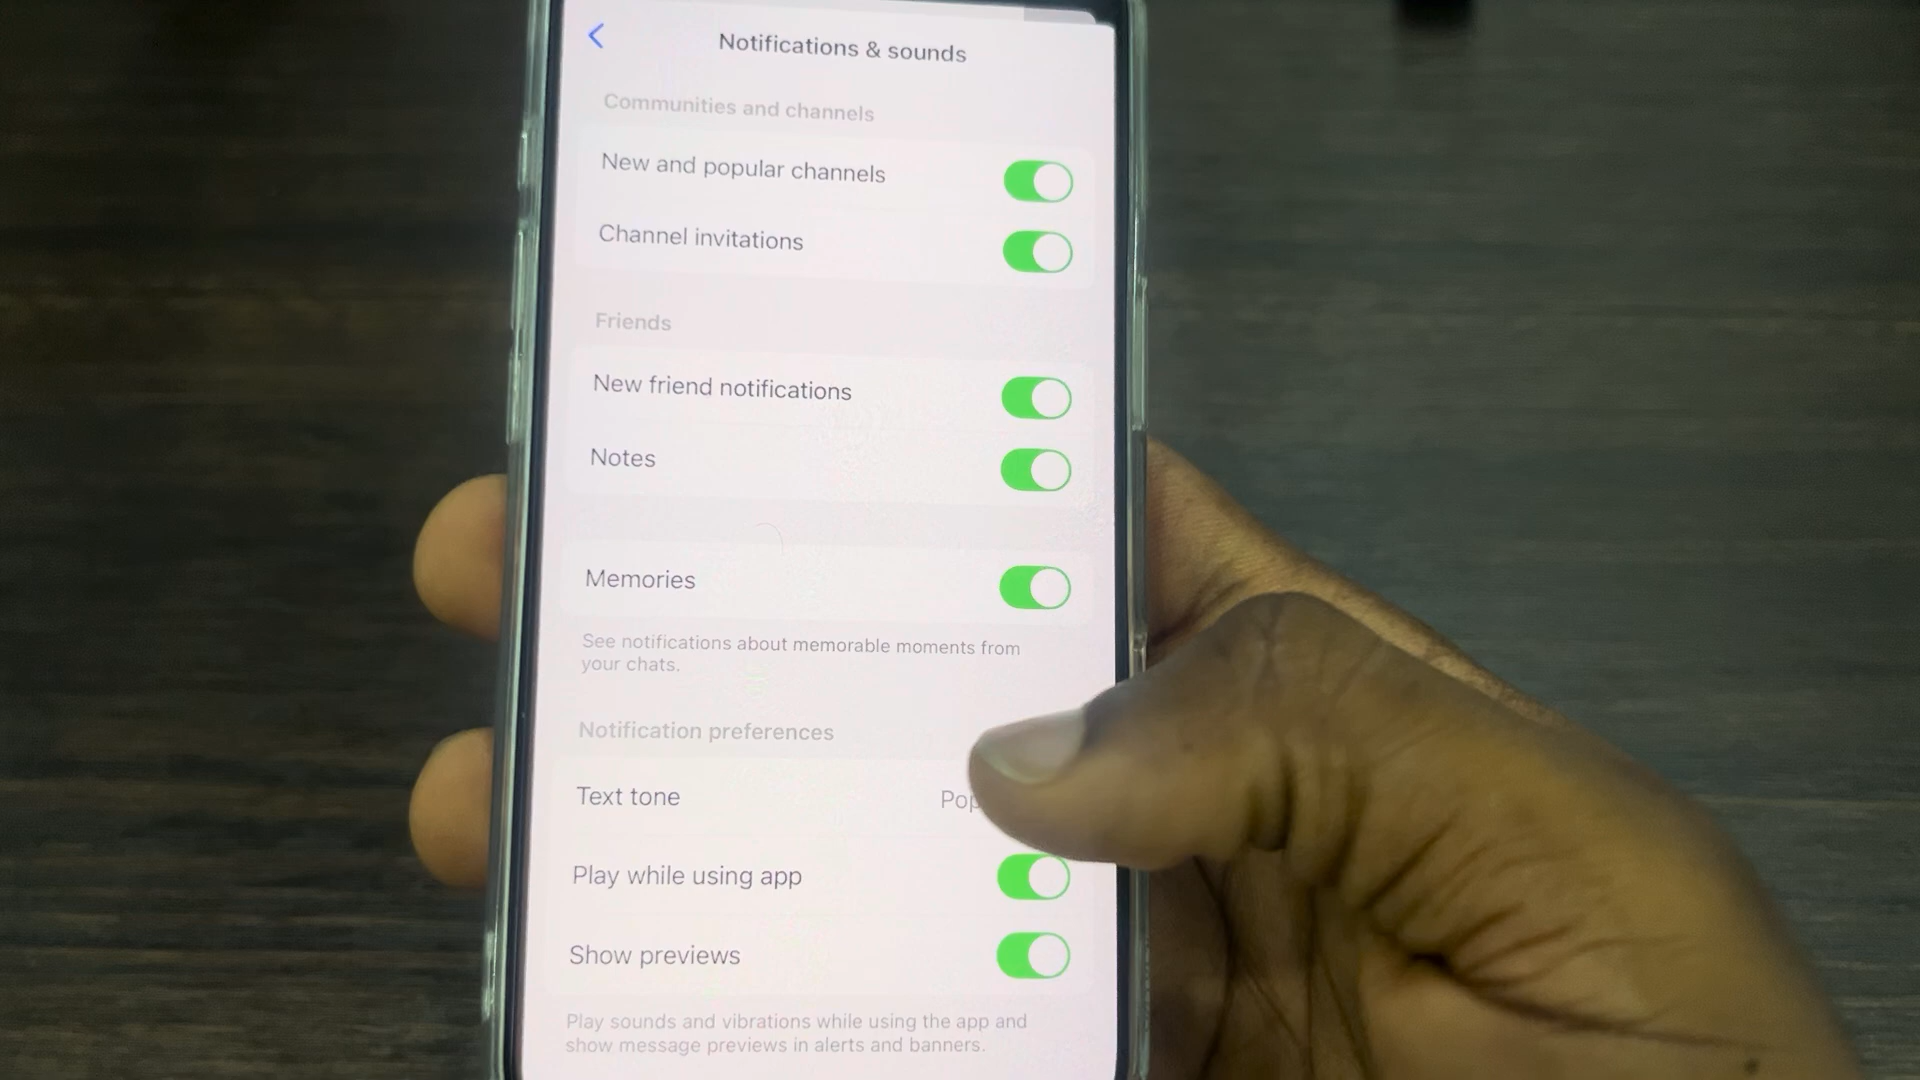 Notifications & sounds
Communities and channels
New and popular channels
Channel invitations
Friends
New friend notifications
Notes
Memories
See notifications about memorable moments from
your chats.
Notification preferences
Text tone
Play while using app
Show previews
Play sounds and vibrations while using the app and
show message previews in alerts and banners.